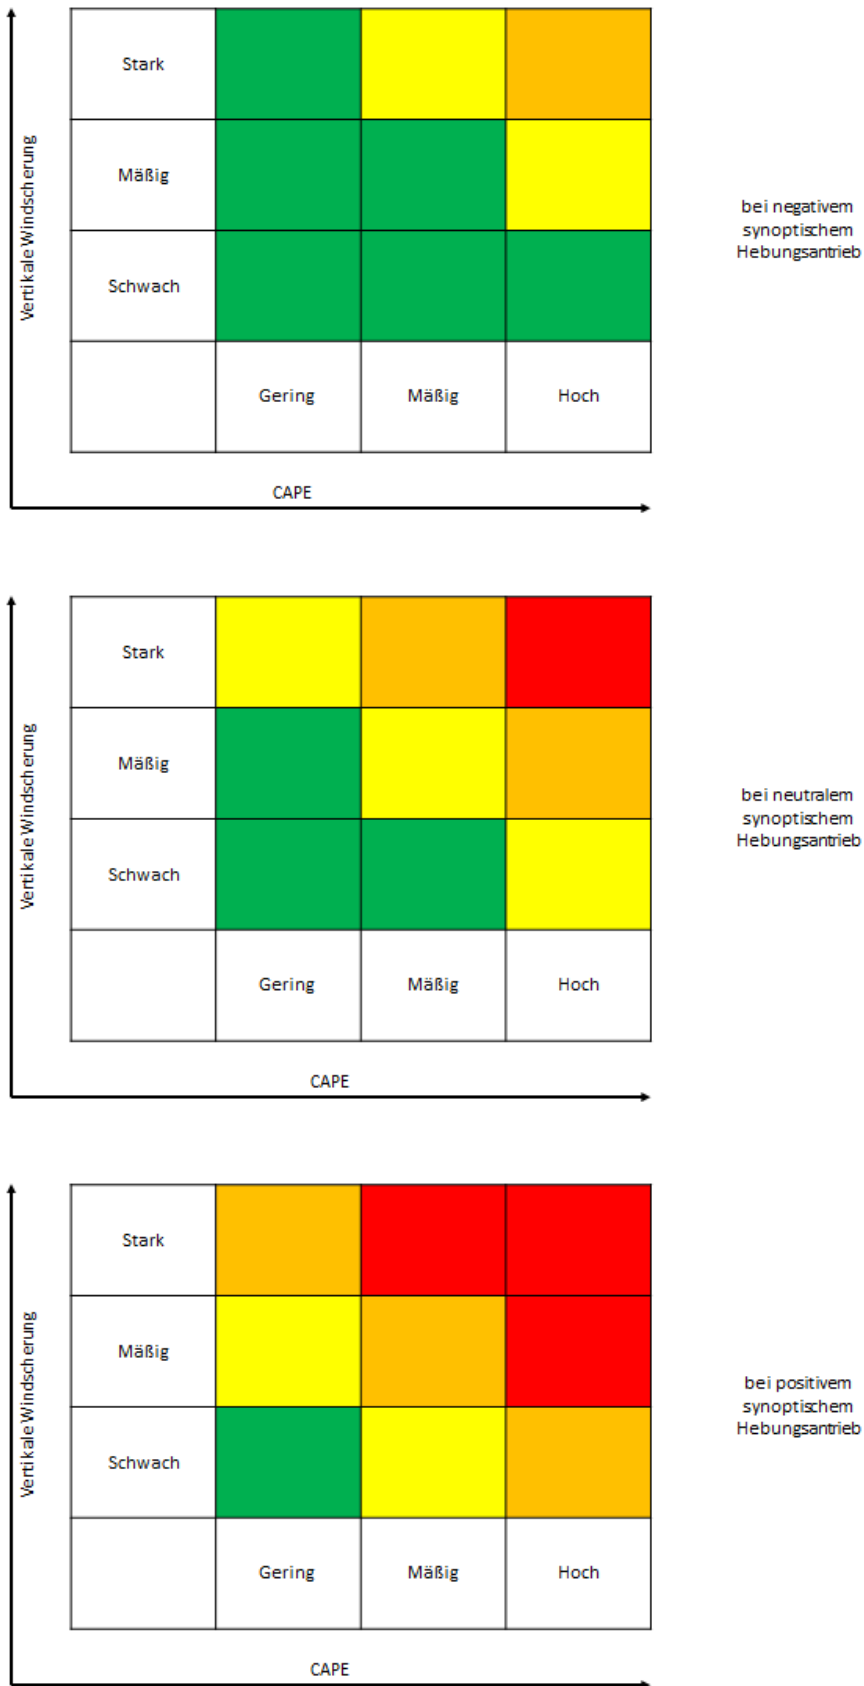 Vertikale Windscherung
Stark
Mäßig
Schwach
Gering Mäßig Hoch
CAPE
bei negativem
synoptischem
Hebungsantrieb
Vertikale Windscherung
Stark
Mäßig
Schwach
Gering Mäßig Hoch
CAPE
bei neutralem
synoptischem
Hebungsantrieb
Vertikale Windscherung
Stark
Mäßig
Schwach
Gering Mäßig Hoch
CAPE
bei positivem
synoptischem
Hebungsantrieb